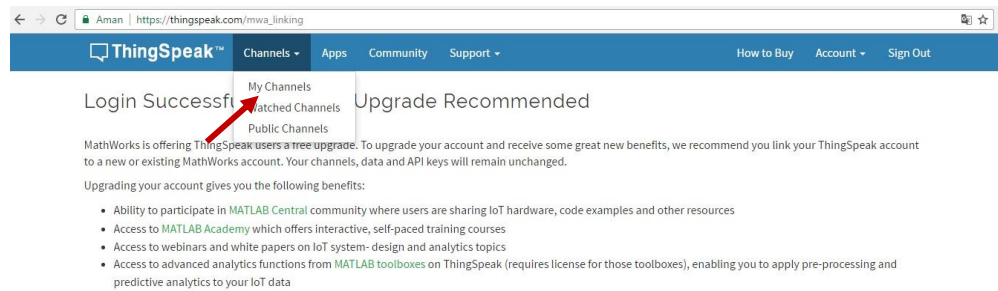 Aman | https://thingspeak.com/mwa_linking
ThingSpeak™ Channels Apps Community Support How to Buy Account Sign Out
My Channels
Login Successf Upgrade Recommended
Watched Channels
Public Channels
MathWorks is offering ThingSpeak users a free upgrade. To upgrade your account and receive some great new benefits, we recommend you link your ThingSpeak account
to a new or existing MathWorks account. Your channels, data and API keys will remain unchanged.
Upgrading your account gives you the following benefits:
• Ability to participate in MATLAB Central community where users are sharing IoT hardware, code examples and other resources
• Access to MATLAB Academy which offers interactive, self-paced training courses
• Access to webinars and white papers on IoT system- design and analytics topics
• Access to advanced analytics functions from MATLAB toolboxes on ThingSpeak (requires license for those toolboxes), enabling you to apply pre-processing and
predictive analytics to your IoT data